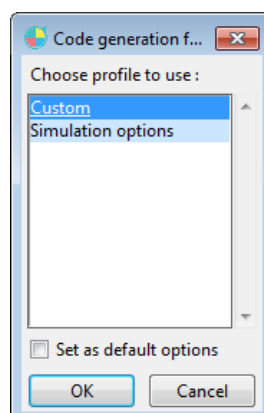 Code generation f...
Choose profile to use :
Custom
Simulation options
Set as default options
OK
Cancel